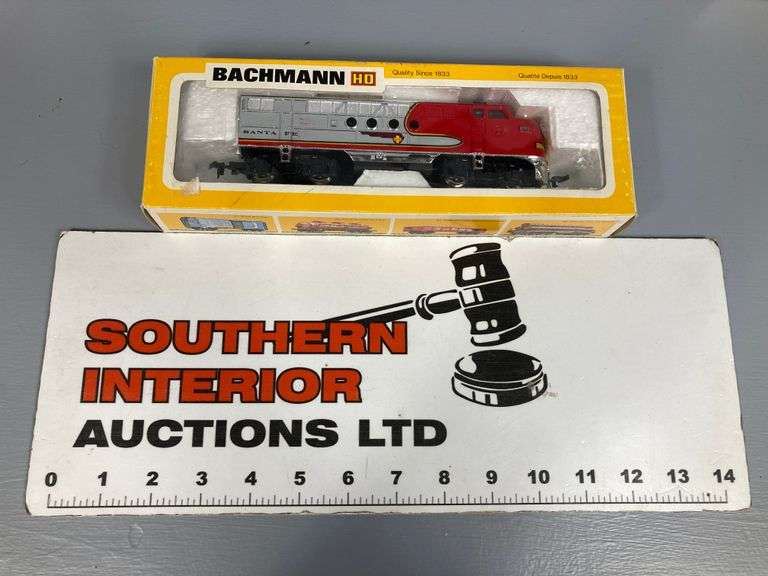 BACHMANN HO
Quality Since 1833
Qualité Depuis 1833
SANTA FE
SOUTHERN
INTERIOR
AUCTIONS LTD
0 1 2 3 4 5 6 7 8 9 10 11 12 13 14